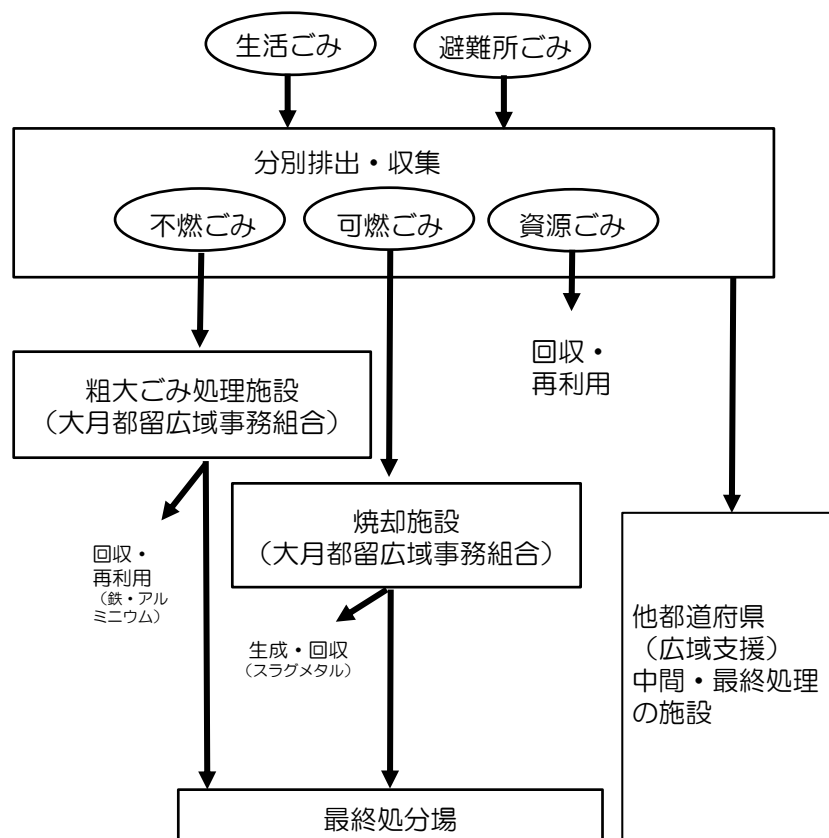 生活ごみ
避難所ごみ
分別排出・収集
不燃ごみ
可燃ごみ
資源ごみ
回収・
再利用
粗大ごみ処理施設
（大月都留広域事務組合）
焼却施設
（大月都留広域事務組合）
回収・
再利用
（鉄・アル
ミニウム）
生成・回収
（スラグメタル）
他都道府県
（広域支援）
中間・最終処理
の施設
最終処分場